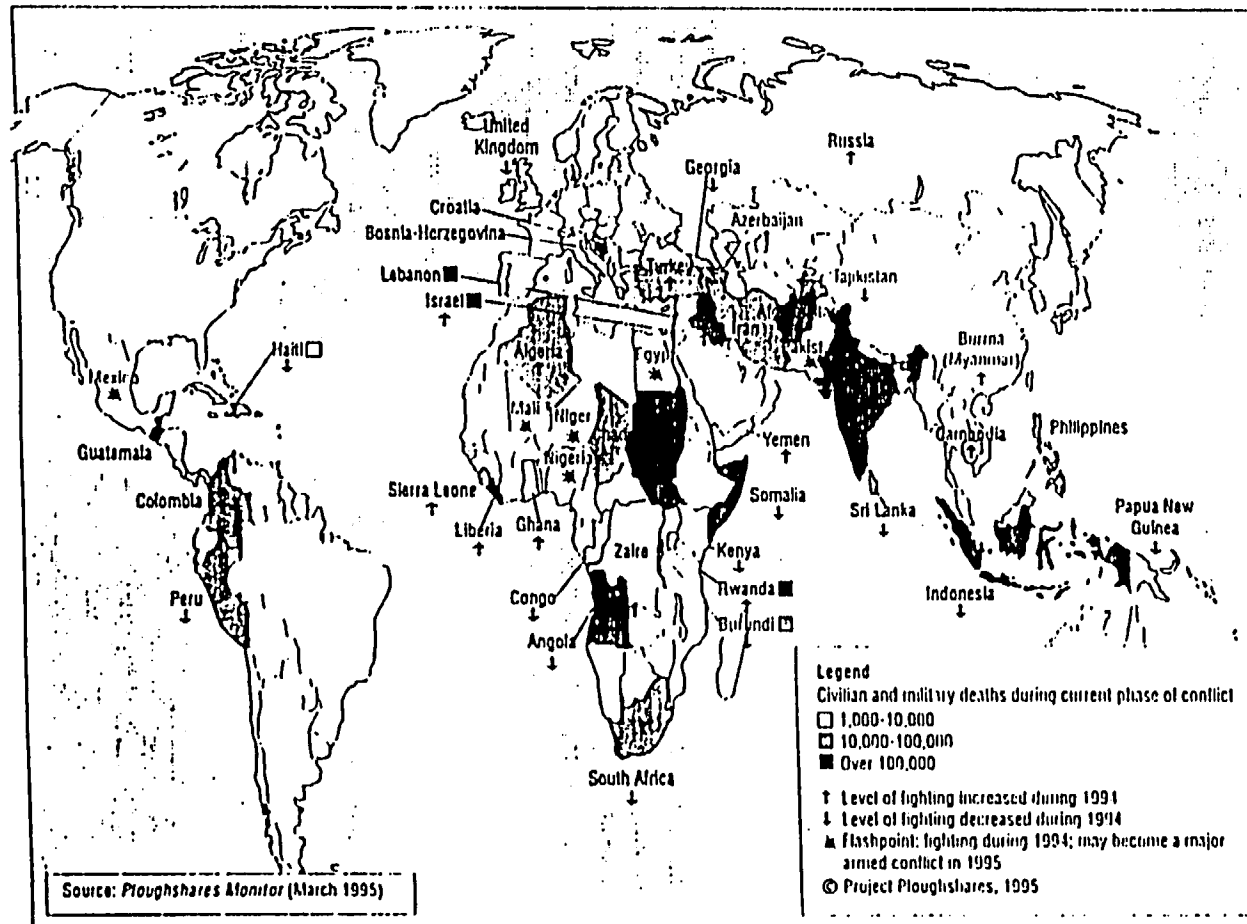 United
Kingdom
Russia
Georgia
Croatia
Azerbaijan
Bosnia-Herzegovina
Lebanon
Turkey
Tajikistan
Israel
Iran
Burma
(Myanmar)
Haiti
Algeria
Egypt
Mexico
Mali
Niger
Chad
Philippines
Guatemala
Nigeria
Yemen
Cambodia
Colombia
Sierra Leone
Somalia
Sri Lanka
Papua New
Guinea
Liberia
Ghana
Zaire
Kenya
Peru
Congo
Rwanda
Indonesia
Angola
Burundi
South Africa
Legend
Civilian and military deaths during current phase of conflict
1,000-10,000
10,000-100,000
Over 100,000
↑ Level of fighting increased during 1994
↓ Level of fighting decreased during 1994
Flashpoint: fighting during 1994; may become a major
armed conflict in 1995
© Project Ploughshares, 1995
Source: Ploughshares Monitor (March 1995)